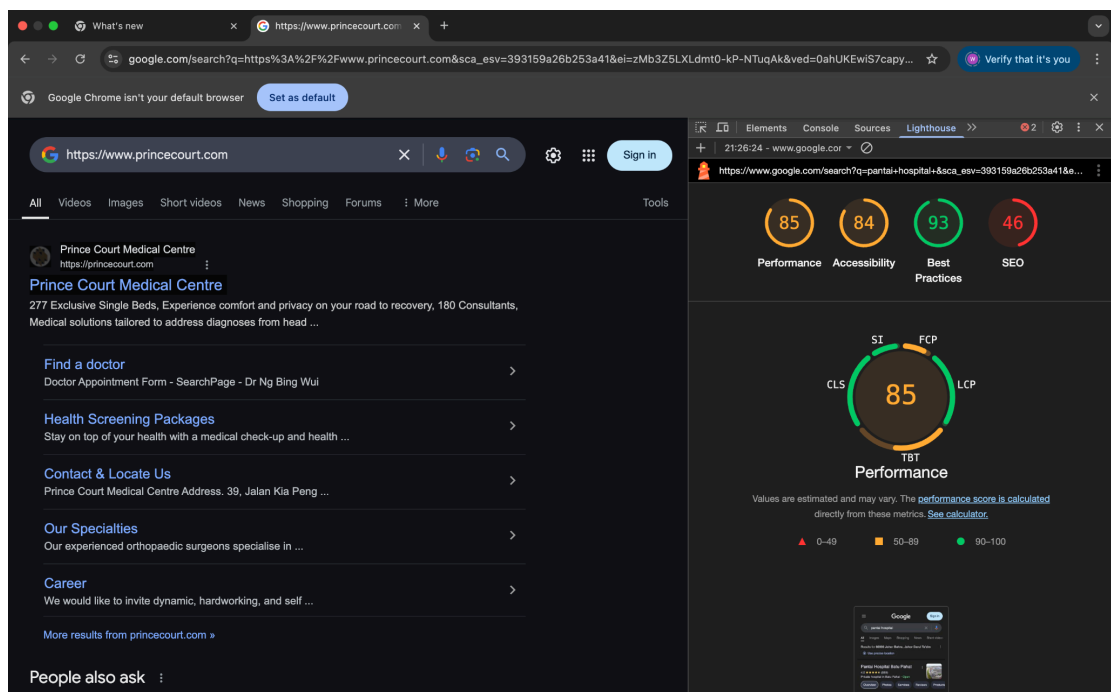 What's new
https://www.princecourt.com
google.com/search?q=https%3A%2F%2Fwww.princecourt.com&sca_esv=393159a26b253a41&ei=zMb3Z5LXLdmt0-kP-NTuqAk&ved=0ahUKEwiS7capy...
Verify that it's you
Google Chrome isn't your default browser
Set as default
https://www.princecourt.com
Sign in
All Videos Images Short videos News Shopping Forums More
Tools
Prince Court Medical Centre
https://princecourt.com
Prince Court Medical Centre
277 Exclusive Single Beds, Experience comfort and privacy on your road to recovery, 180 Consultants,
Medical solutions tailored to address diagnoses from head ...
Find a doctor
Doctor Appointment Form - SearchPage - Dr Ng Bing Wui
Health Screening Packages
Stay on top of your health with a medical check-up and health ...
Contact & Locate Us
Prince Court Medical Centre Address. 39, Jalan Kia Peng ...
Our Specialties
Our experienced orthopaedic surgeons specialise in ...
Career
We would like to invite dynamic, hardworking, and self ...
More results from princecourt.com »
People also ask
Elements Console Sources Lighthouse
2
21:26:24 - www.google.cor
https://www.google.com/search?q=pantai+hospital+&sca_esv=393159a26b253a41&e...
85 84 93 46
Performance Accessibility Best Practices SEO
SI FCP
CLS LCP
85
TBT
Performance
Values are estimated and may vary. The performance score is calculated
directly from these metrics. See calculator.
0–49 50–89 90–100
Google
Pantai Hospital Batu Pahat